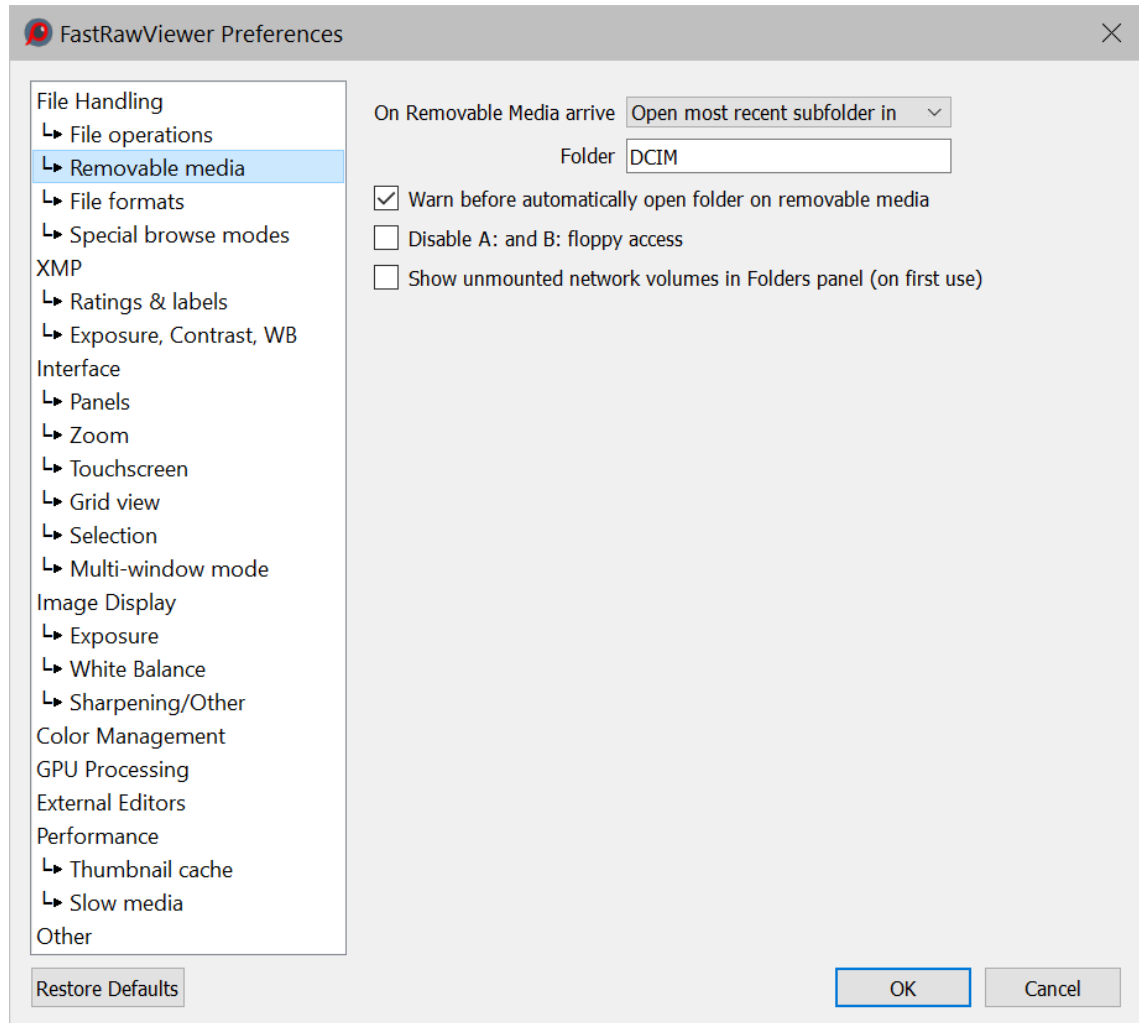 FastRawViewer Preferences
File Handling
File operations
Removable media
File formats
Special browse modes
XMP
Ratings & labels
Exposure, Contrast, WB
Interface
Panels
Zoom
Touchscreen
Grid view
Selection
Multi-window mode
Image Display
Exposure
White Balance
Sharpening/Other
Color Management
GPU Processing
External Editors
Performance
Thumbnail cache
Slow media
Other
On Removable Media arrive Open most recent subfolder in
Folder DCIM
Warn before automatically open folder on removable media
Disable A: and B: floppy access
Show unmounted network volumes in Folders panel (on first use)
Restore Defaults
OK
Cancel